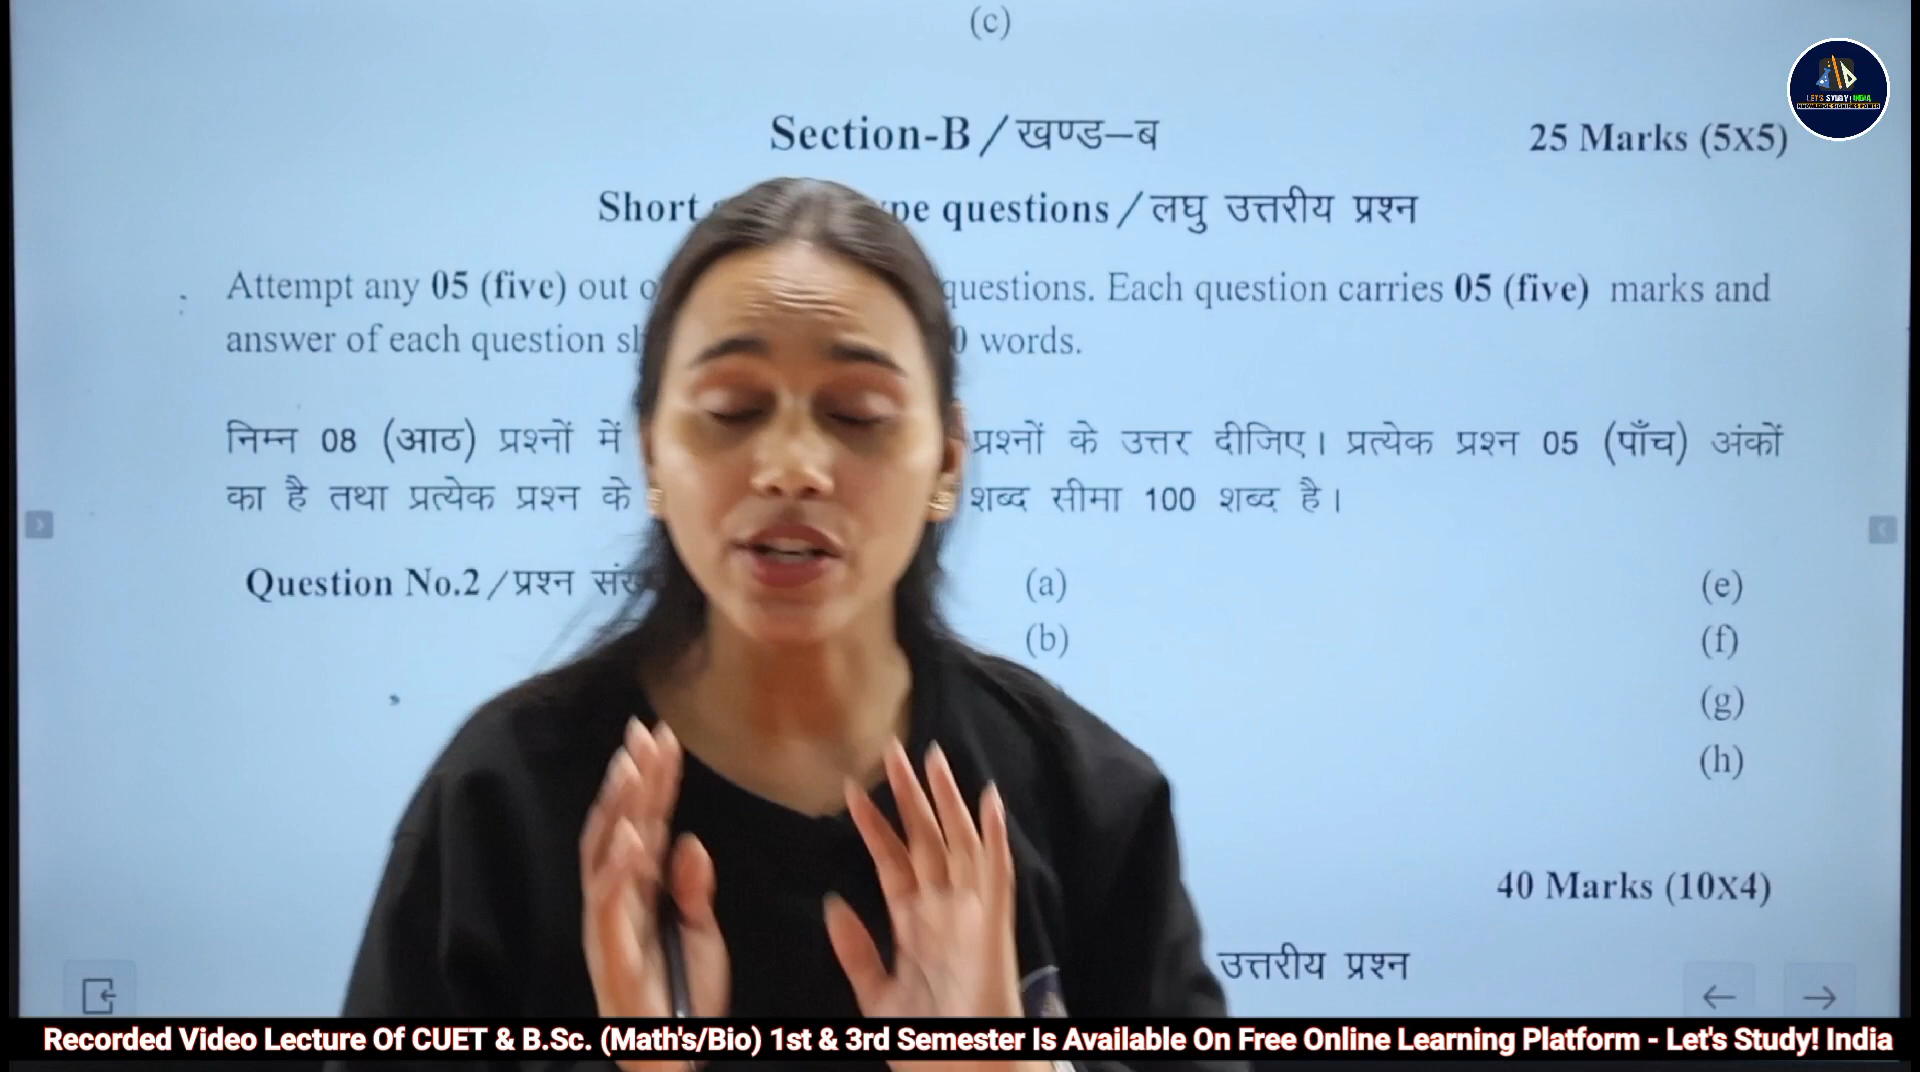 (c)
Section-B / खण्ड–ब
25 Marks (5X5)
Short pe questions / लघु उत्तरीय प्रश्न
Attempt any 05 (five) out questions. Each question carries 05 (five) marks and
answer of each question words.
निम्न 08 (आठ) प्रश्नों में प्रश्नों के उत्तर दीजिए। प्रत्येक प्रश्न 05 (पाँच) अंकों
का है तथा प्रत्येक प्रश्न के शब्द सीमा 100 शब्द है।
Question No.2 / प्रश्न
(a)
(e)
(b)
(f)
(g)
(h)
40 Marks (10X4)
उत्तरीय प्रश्न
LET'S STUDY! INDIA
Recorded Video Lecture Of CUET & B.Sc. (Math's/Bio) 1st & 3rd Semester Is Available On Free Online Learning Platform - Let's Study! India